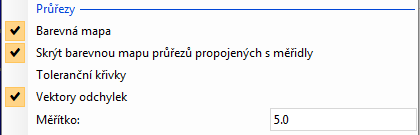 Průřezy
Barevná mapa
Skrýt barevnou mapu průřezů propojených s měřidly
Toleranční křivky
Vektory odchylek
Měřítko: 5.0